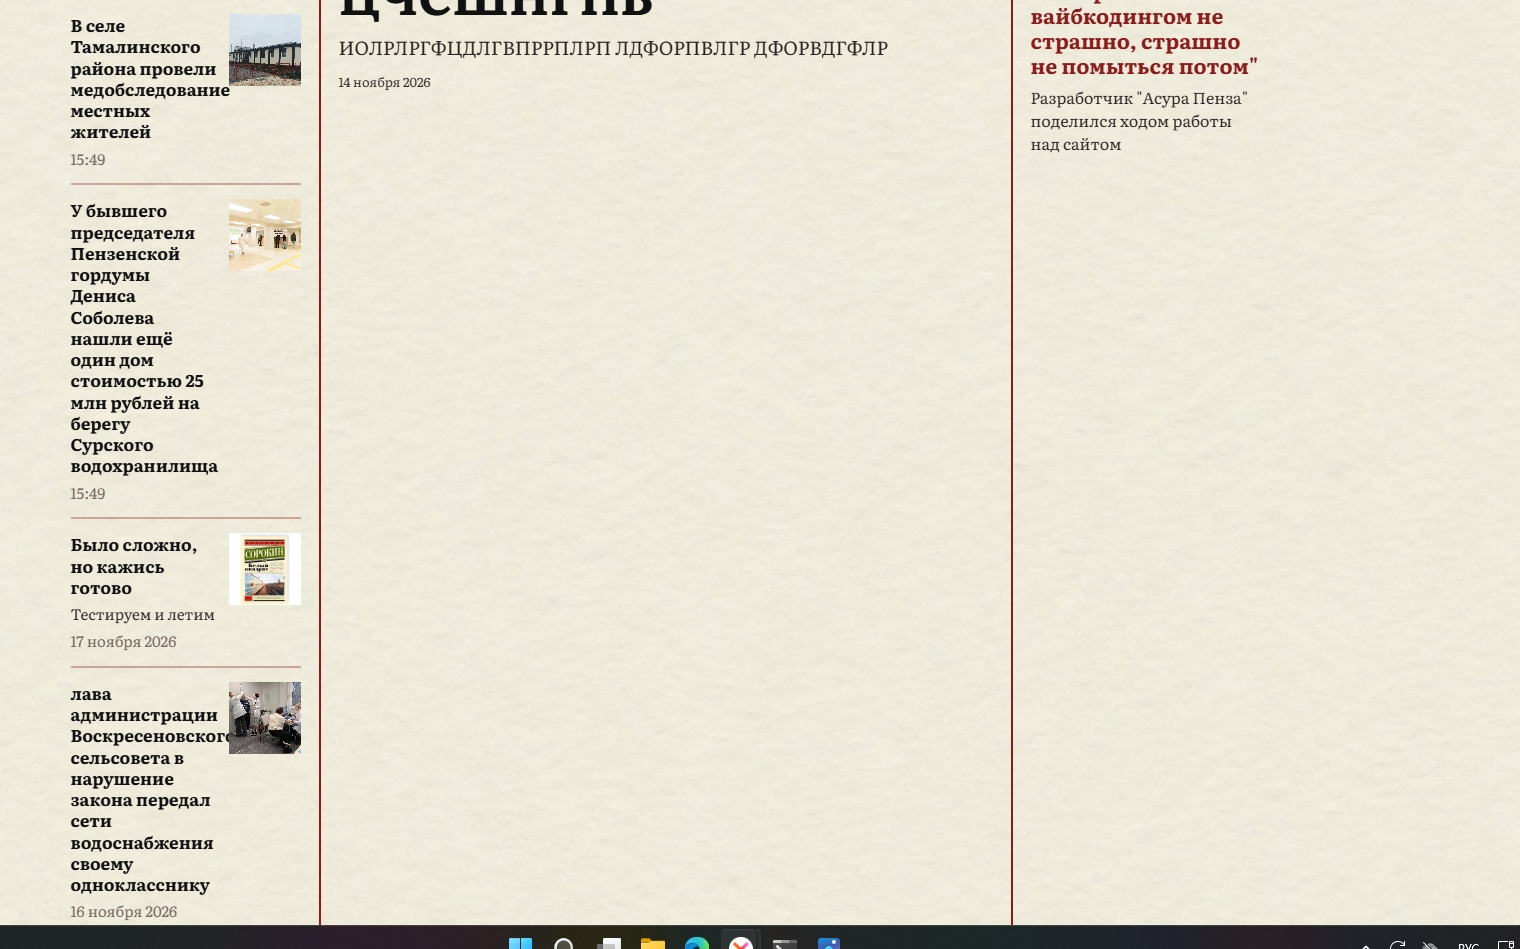 В селе
Тамалинского
района провели
медобследование
местных
жителей
15:49
У бывшего
председателя
Пензенской
гордумы
Дениса
Соболева
нашли ещё
один дом
стоимостью 25
млн рублей на
берегу
Сурского
водохранилища
15:49
Было сложно,
но кажись
готово
Тестируем и летим
17 ноября 2026
СОРОКИН
лава
администрации
Воскресеновского
сельсовета в
нарушение
закона передал
сети
водоснабжения
своему
однокласснику
16 ноября 2026
ИОЛРЛРГФЦДЛГВПРРПЛРП ЛДФОРПВЛГР ДФОРВДГФЛР
14 ноября 2026
вайбкодингом не
страшно, страшно
не помыться потом"
Разработчик "Асура Пенза"
поделился ходом работы
над сайтом
РУС